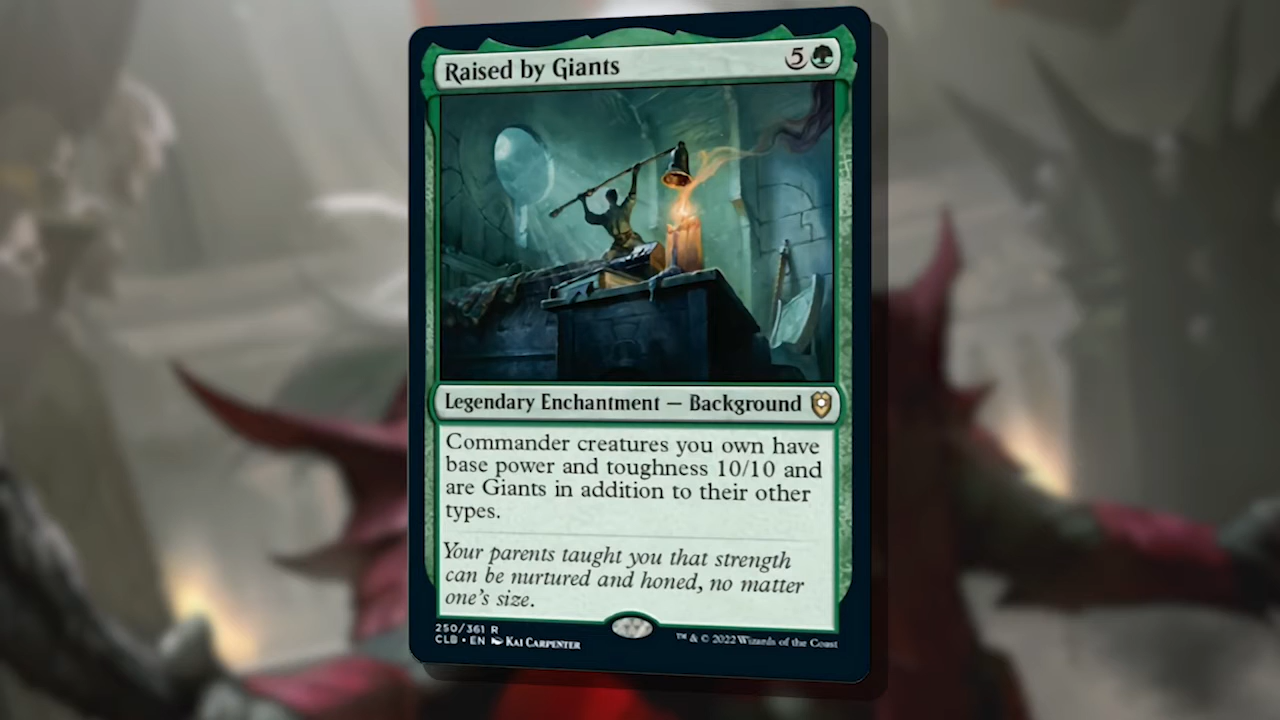 Raised by Giants 5
Legendary Enchantment — Background
Commander creatures you own have
base power and toughness 10/10 and
are Giants in addition to their other
types.
Your parents taught you that strength
can be nurtured and honed, no matter
one's size.
250/361 R
CLB • EN Kai Carpenter
™ & © 2022 Wizards of the Coast